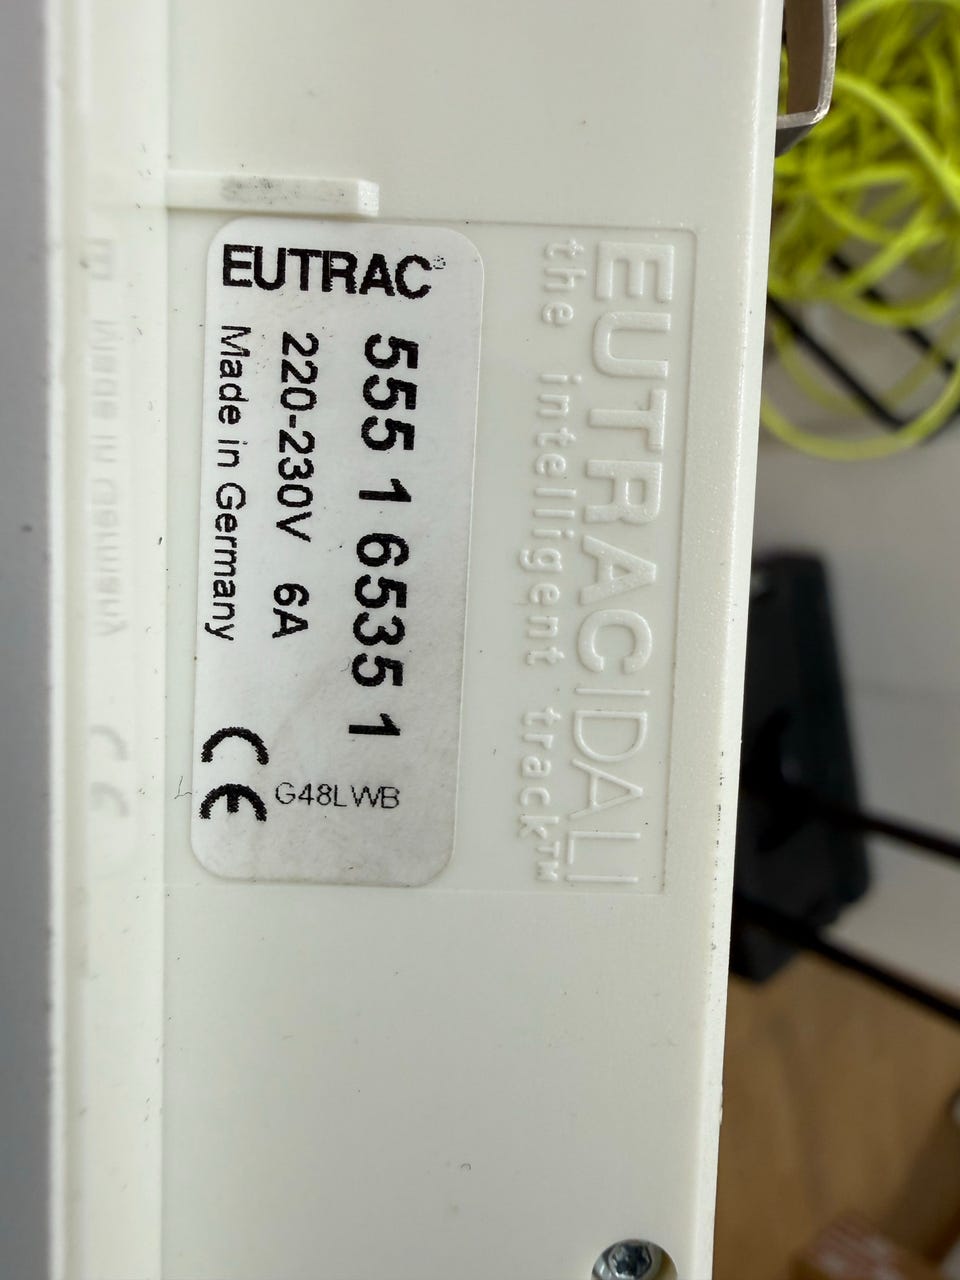 EUTRAC®
555 1 6535 1
220-230V 6A
Made in Germany
CE
G48LWB
EUTRAC|DALI
the intelligent track™